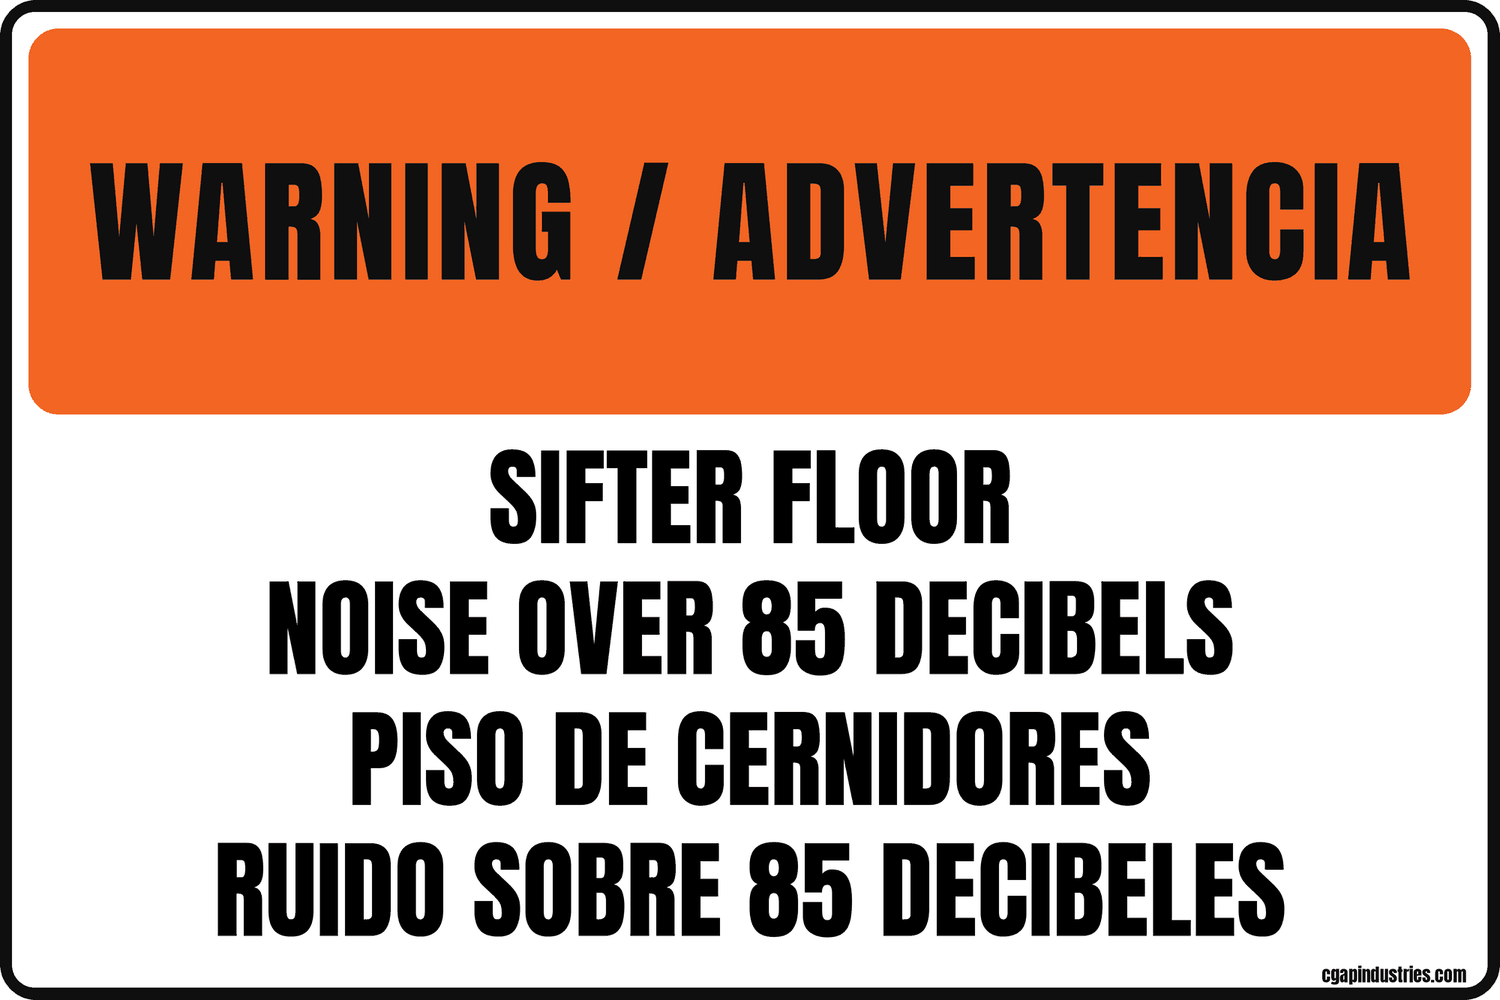 WARNING / ADVERTENCIA
SIFTER FLOOR
NOISE OVER 85 DECIBELS
PISO DE CERNIDORES
RUIDO SOBRE 85 DECIBELES
cgapindustries.com